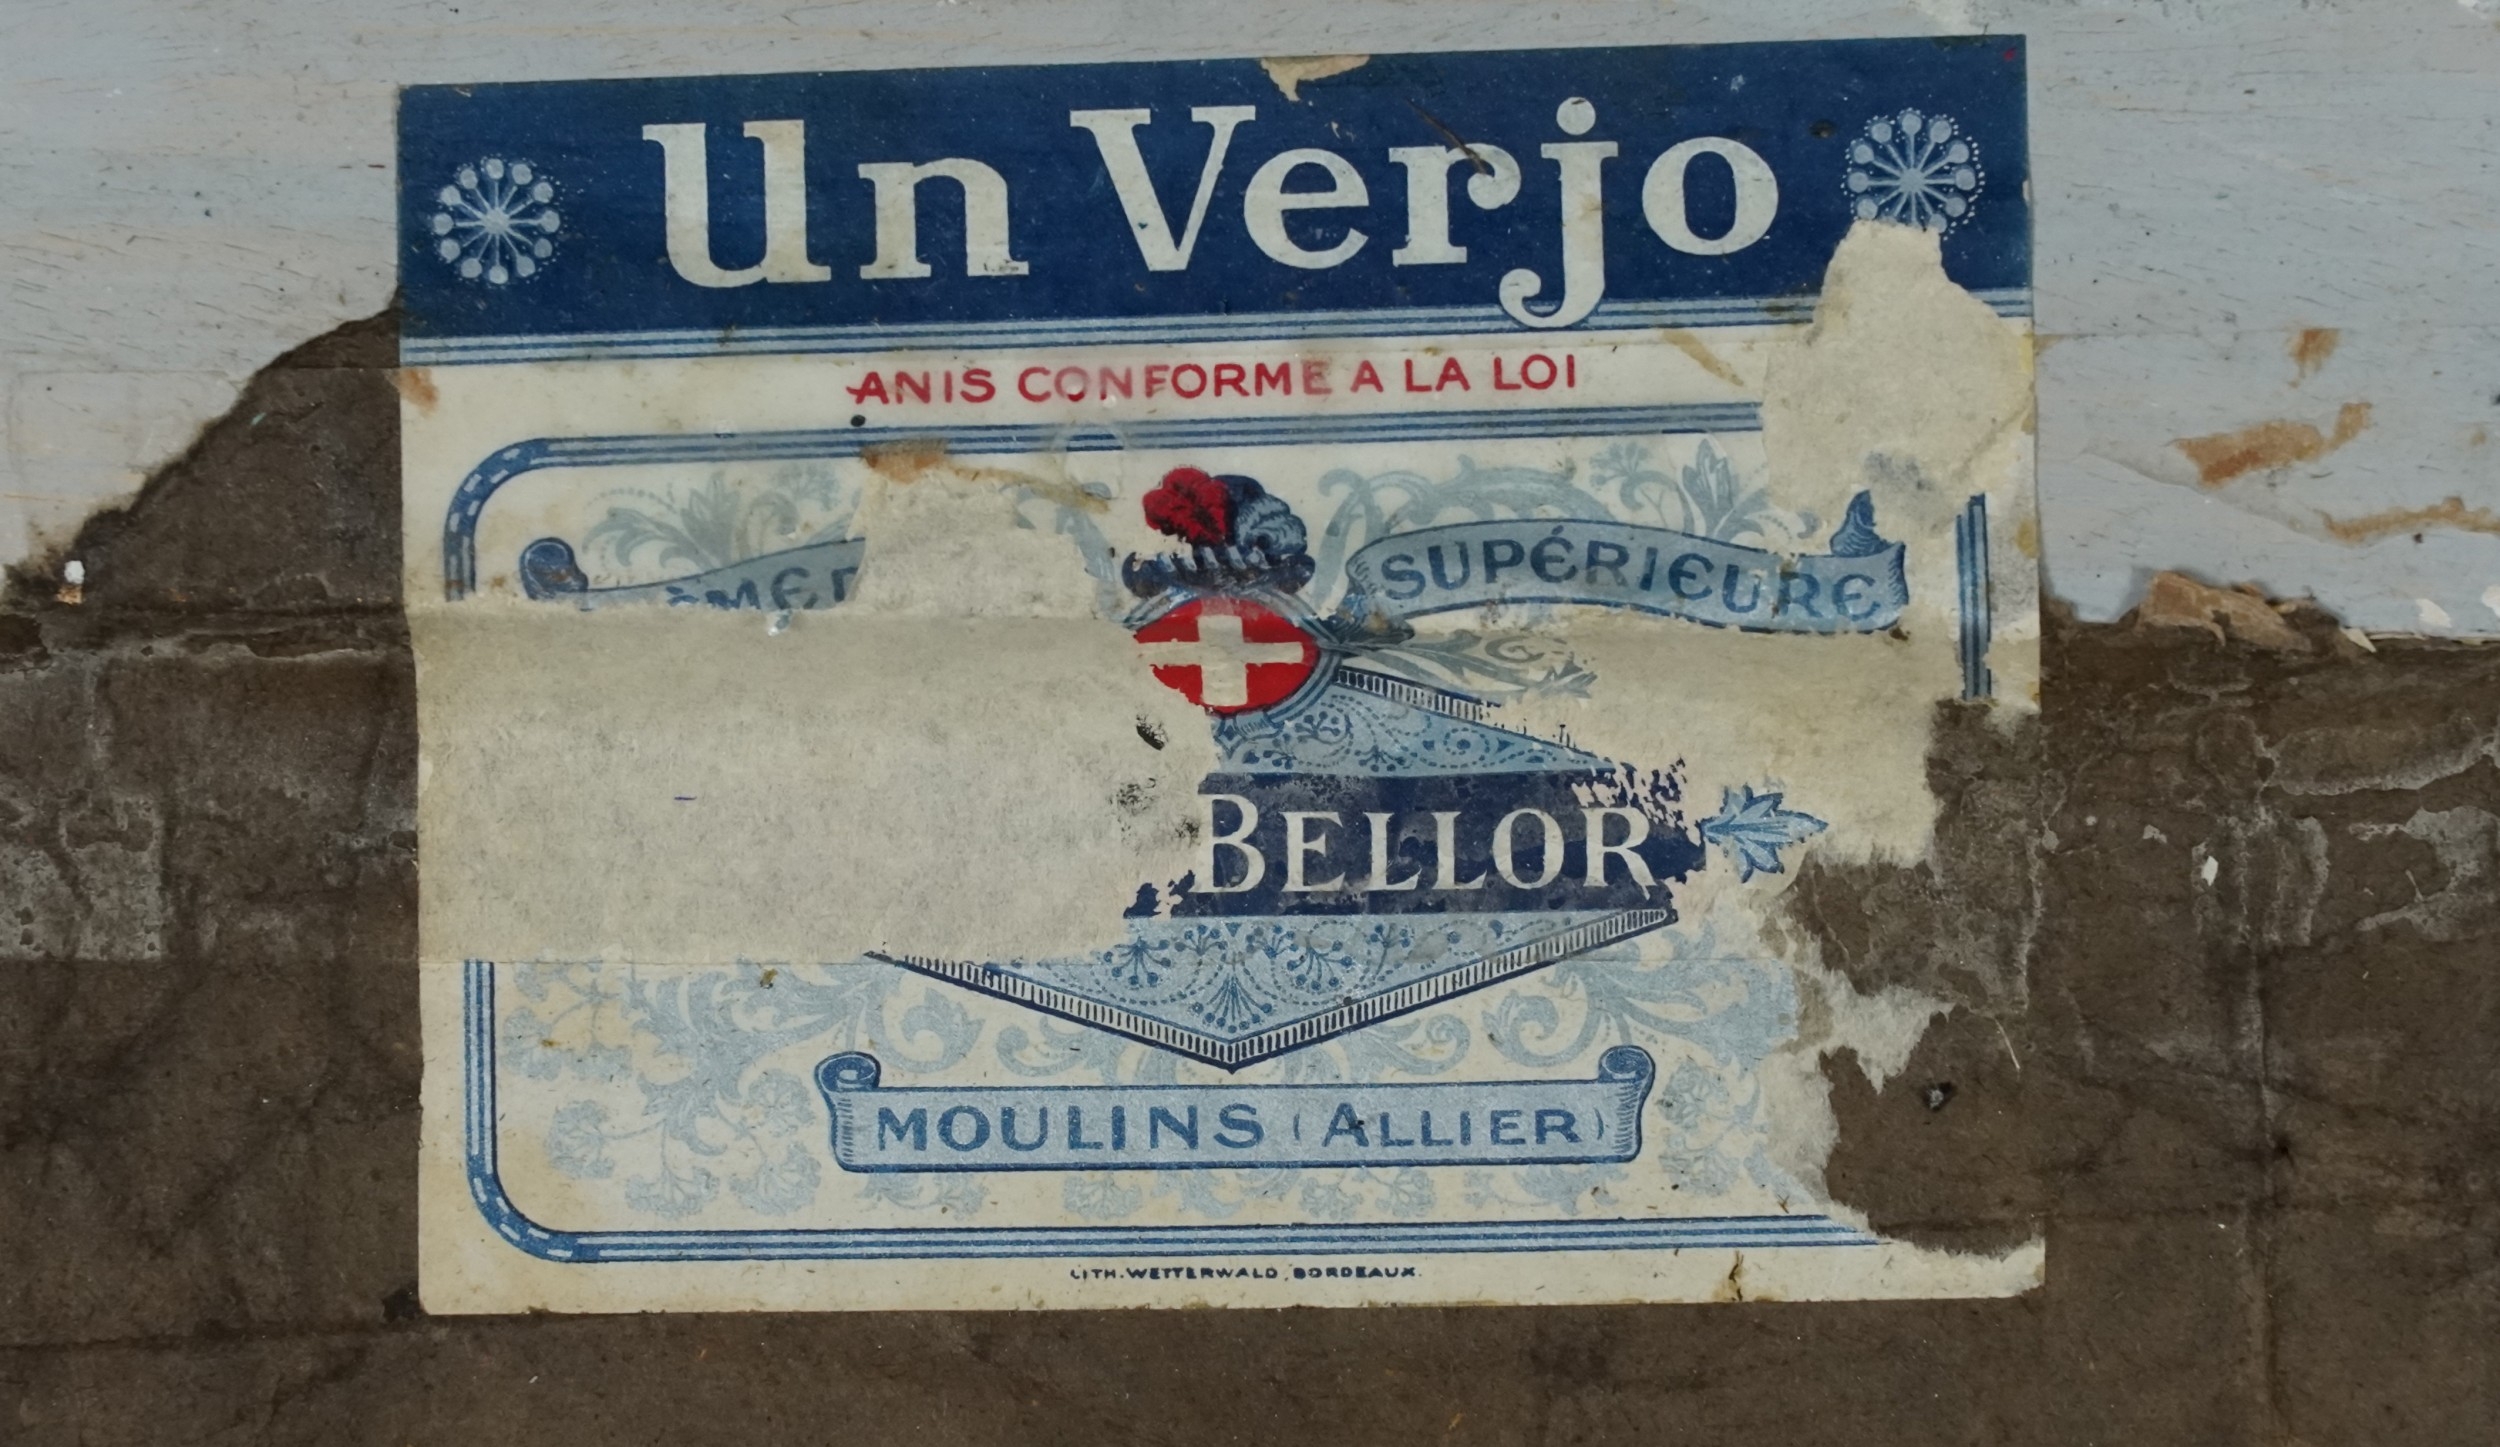 Un Verjo
ANIS CONFORME A LA LOI
SUPÉRIEURE
BELLOR
MOULINS (ALLIER)
LITH. WETTERWALD, BORDEAUX.